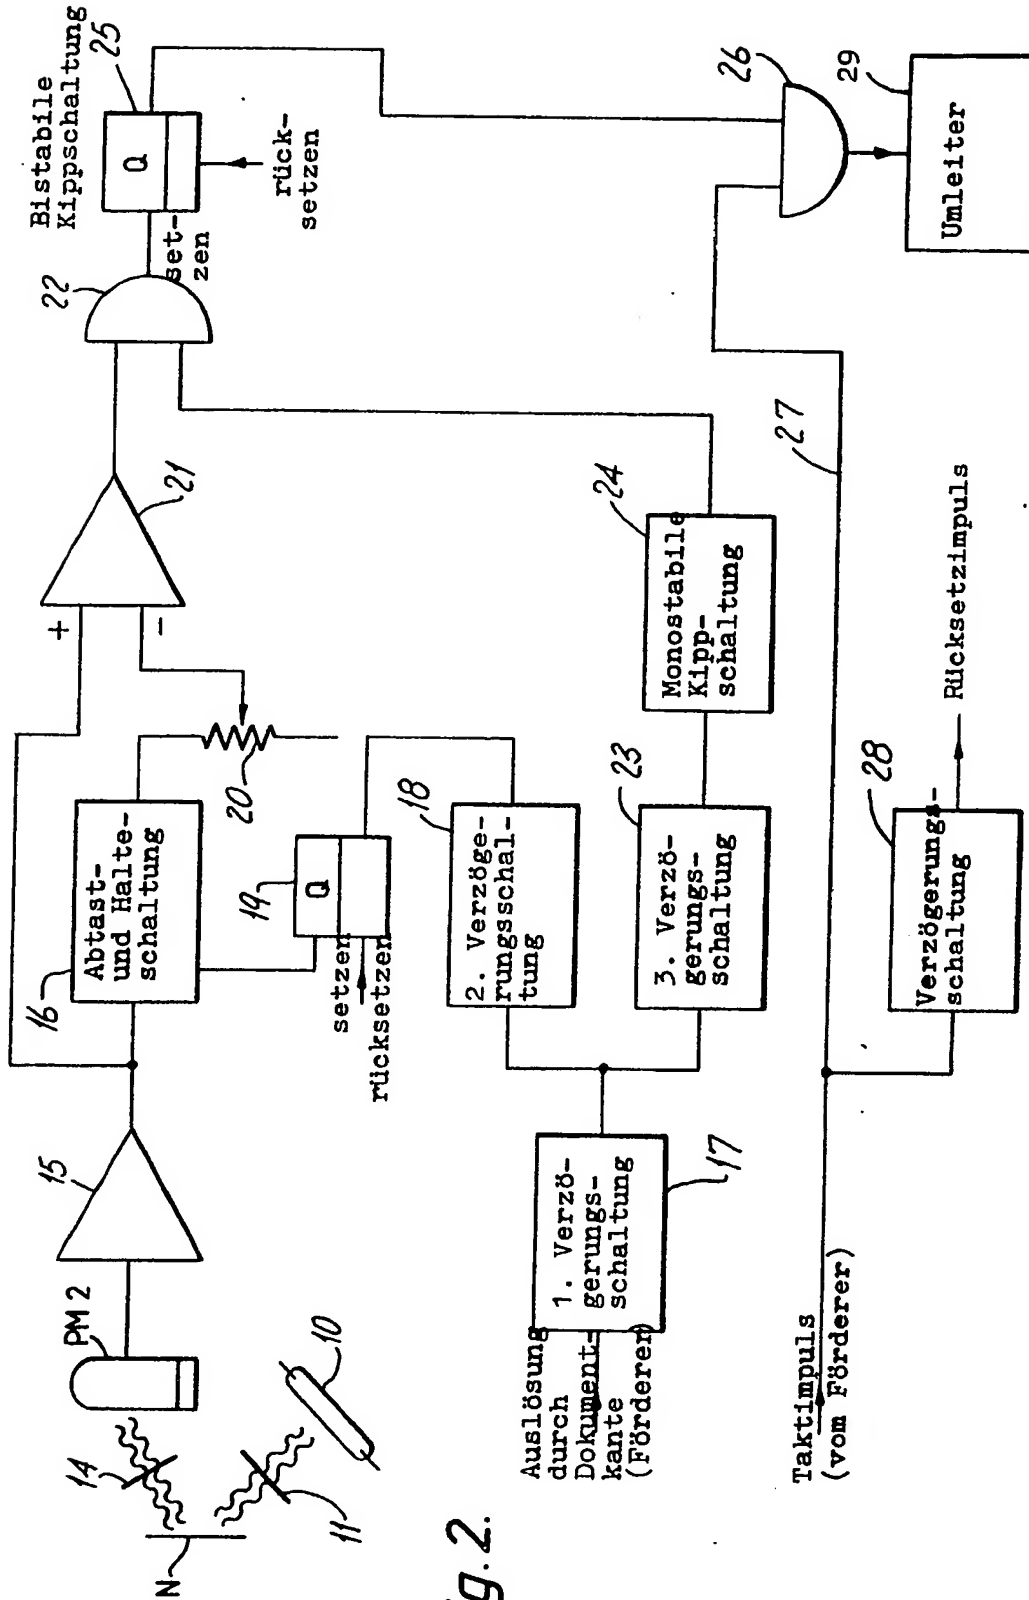 N
14
11
10
PM 2
15
16
Abtast-
und Halte-
schaltung
20
+
-
21
22
Bistabile
Kippschaltung
25
Q
set-
zen
rück-
setzen
19
Q
setzen
rücksetzen
18
2. Verzöge-
rungsschal-
tung
Auslösung
durch
Dokument-
kante
(Förderer)
1. Verzö-
gerungs-
schaltung
17
23
3. Verzö-
gerungs-
schaltung
24
Monostabile
Kipp-
schaltung
26
29
Umleiter
Taktimpuls
(vom Förderer)
27
28
Verzögerungs-
schaltung
Rücksetzimpuls
g. 2.